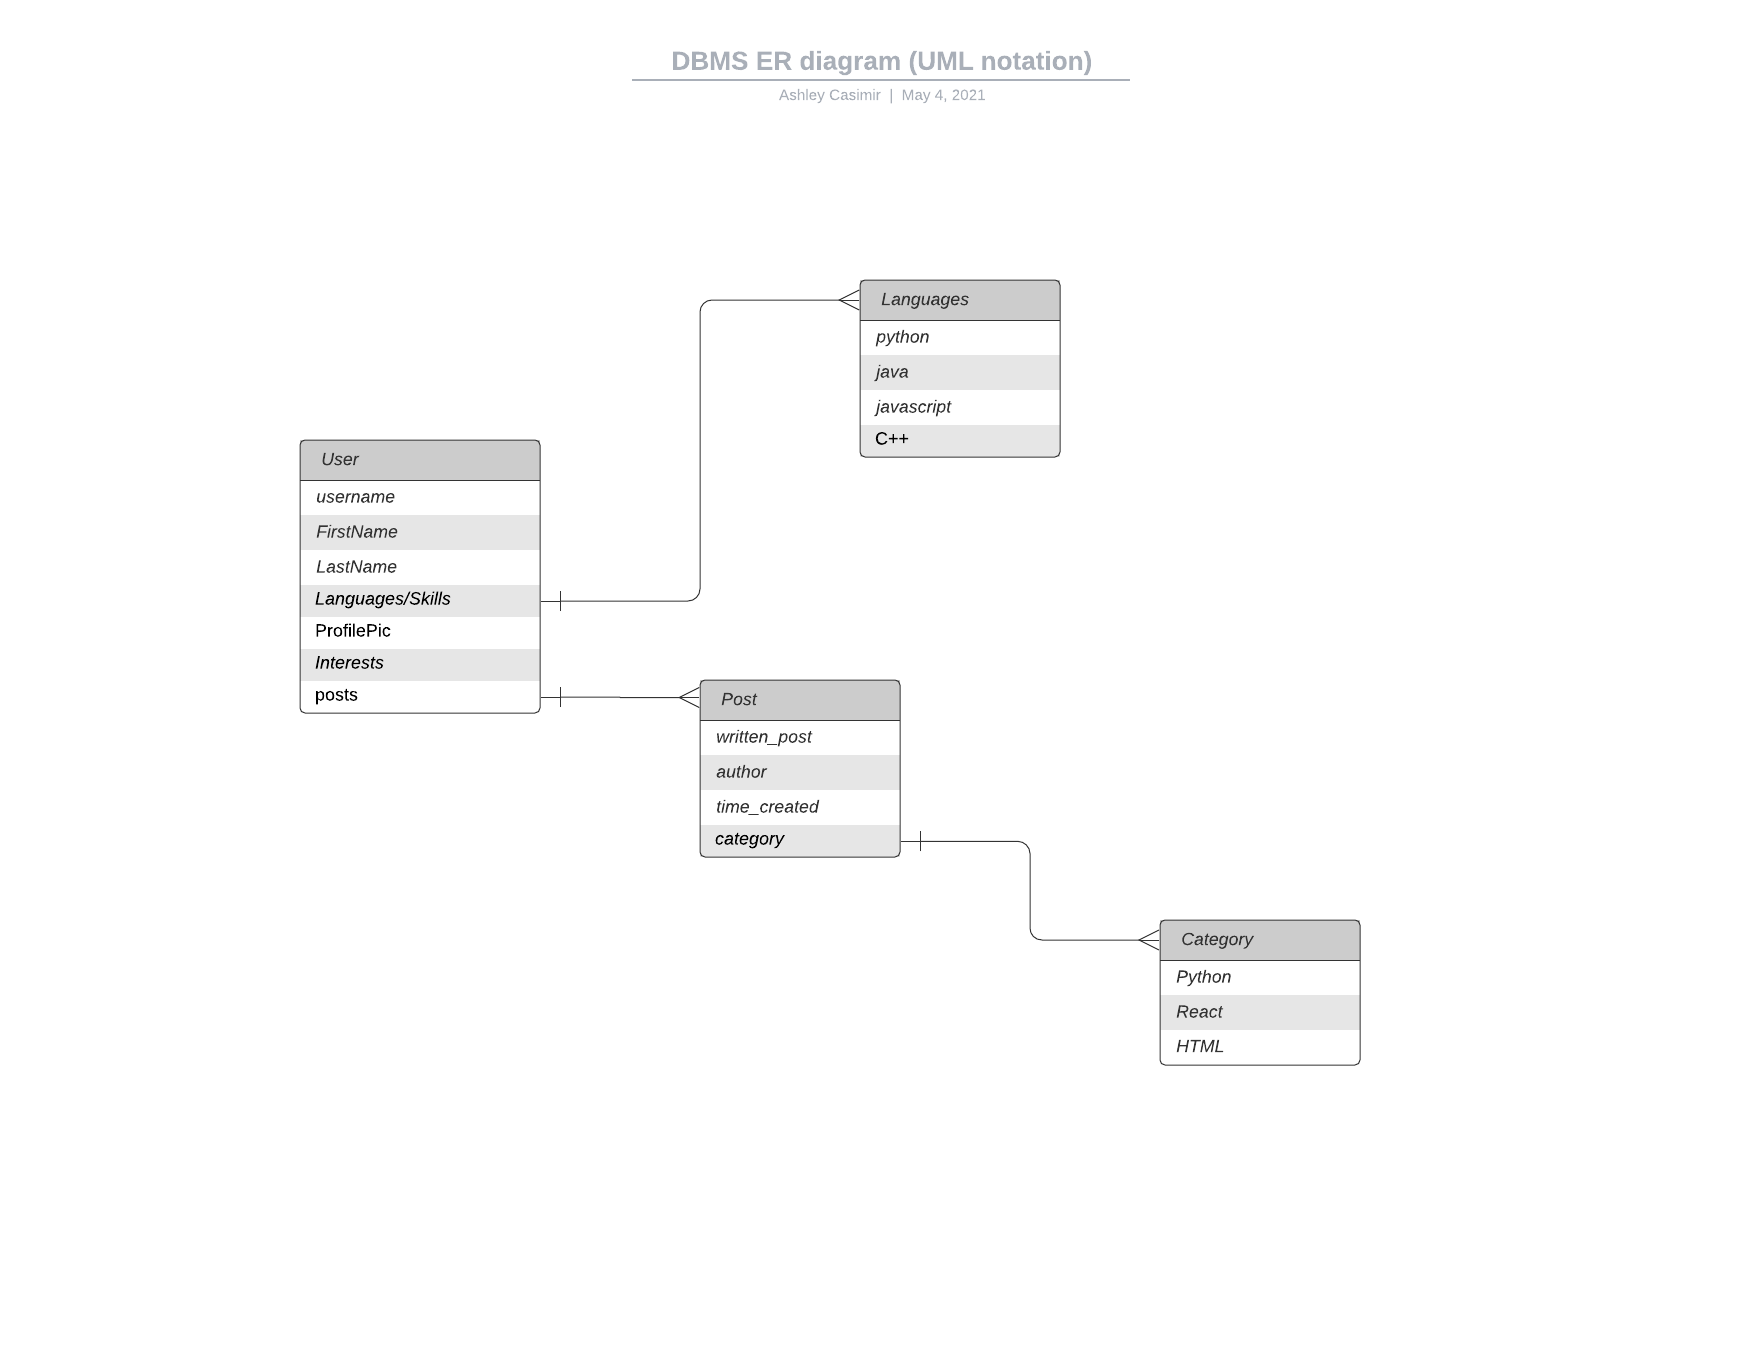 DBMS ER diagram (UML notation)
Ashley Casimir | May 4, 2021
Languages
python
java
javascript
C++
User
username
FirstName
LastName
Languages/Skills
ProfilePic
Interests
posts
Post
written_post
author
time_created
category
Category
Python
React
HTML